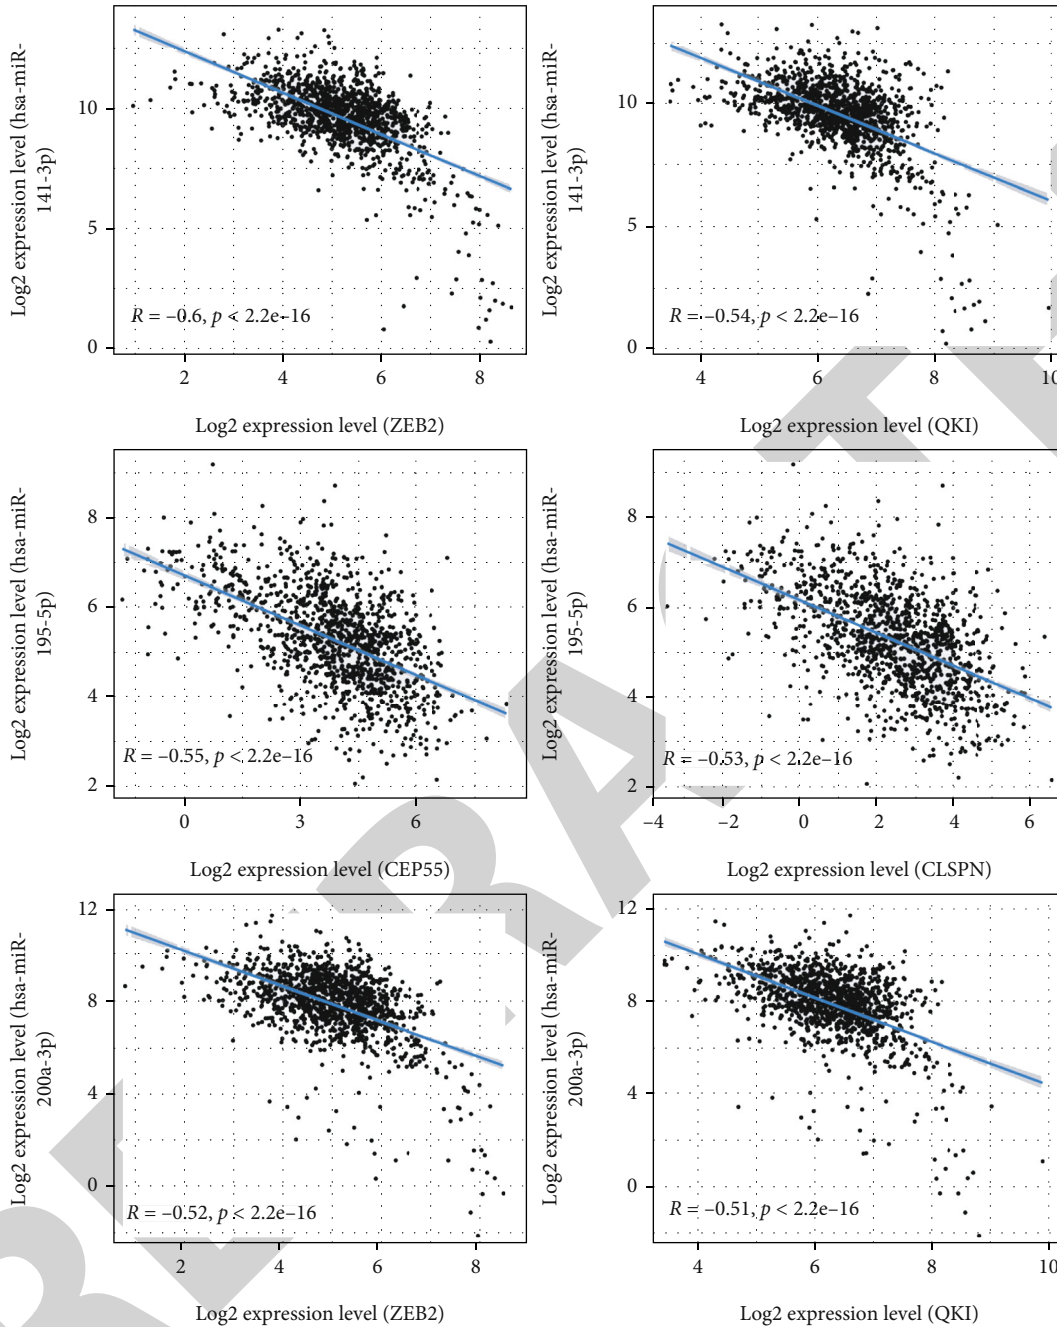 Log2 expression level (hsa-miR-
141-3p)
10
5
0
R = –0.6, p < 2.2e–16
2 4 6 8
Log2 expression level (ZEB2)
Log2 expression level (hsa-miR-
141-3p)
10
5
0
R = –0.54, p < 2.2e–16
4 6 8 10
Log2 expression level (QKI)
Log2 expression level (hsa-miR-
195-5p)
8
6
4
2
R = –0.55, p < 2.2e–16
0 3 6
Log2 expression level (CEP55)
Log2 expression level (hsa-miR-
195-5p)
8
6
4
2
R = –0.53, p < 2.2e–16
–4 –2 0 2 4 6
Log2 expression level (CLSPN)
Log2 expression level (hsa-miR-
200a-3p)
12
8
4
0
R = –0.52, p < 2.2e–16
2 4 6 8
Log2 expression level (ZEB2)
Log2 expression level (hsa-miR-
200a-3p)
12
8
4
0
R = –0.51, p < 2.2e–16
4 6 8 10
Log2 expression level (QKI)